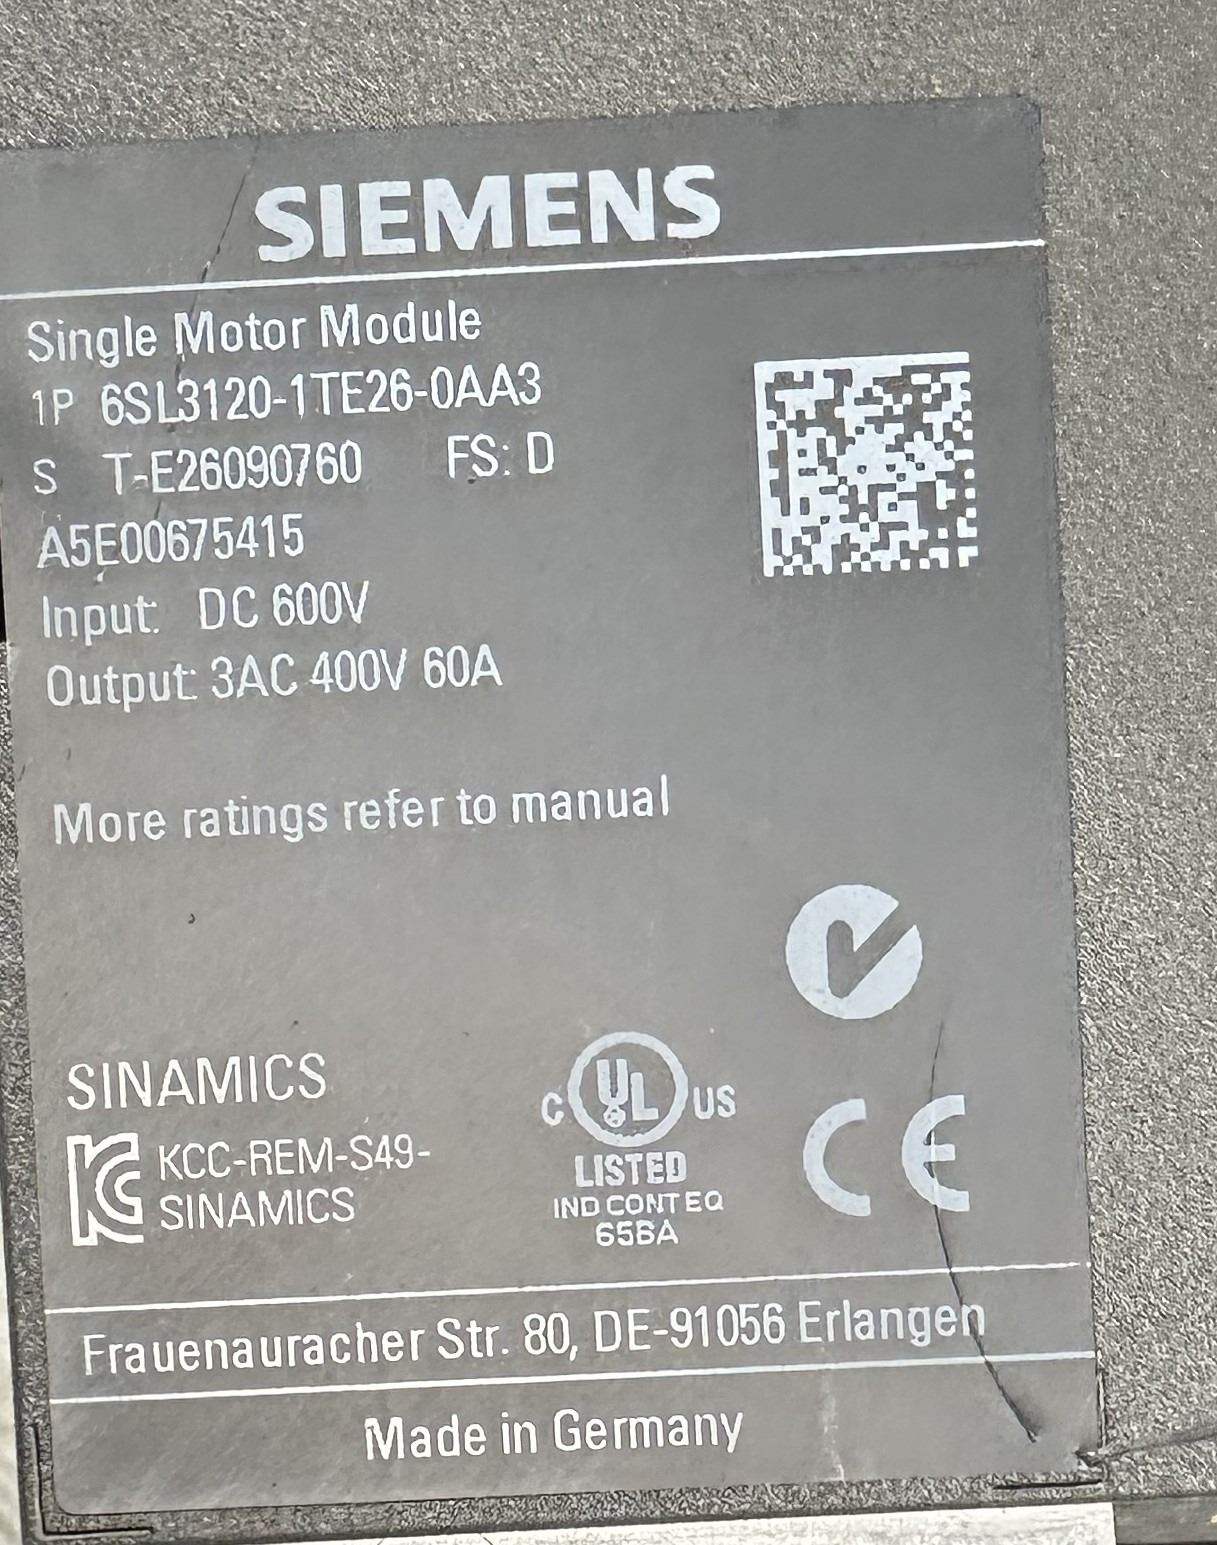 SIEMENS
Single Motor Module
1P 6SL3120-1TE26-0AA3
S T-E26090760 FS: D
A5E00675415
Input: DC 600V
Output: 3AC 400V 60A
More ratings refer to manual
SINAMICS
KCC-REM-S49-
SINAMICS
C UL US
LISTED
IND CONT EQ
65BA
CE
Frauenauracher Str. 80, DE-91056 Erlangen
Made in Germany